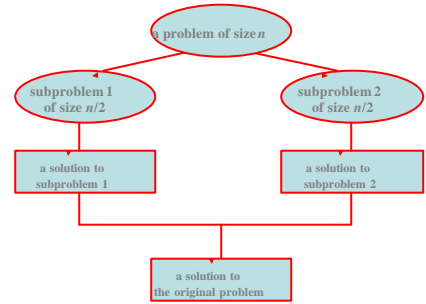 a problem of size n
subproblem 1
of size n/2
subproblem 2
of size n/2
a solution to
subproblem 1
a solution to
subproblem 2
a solution to
the original problem